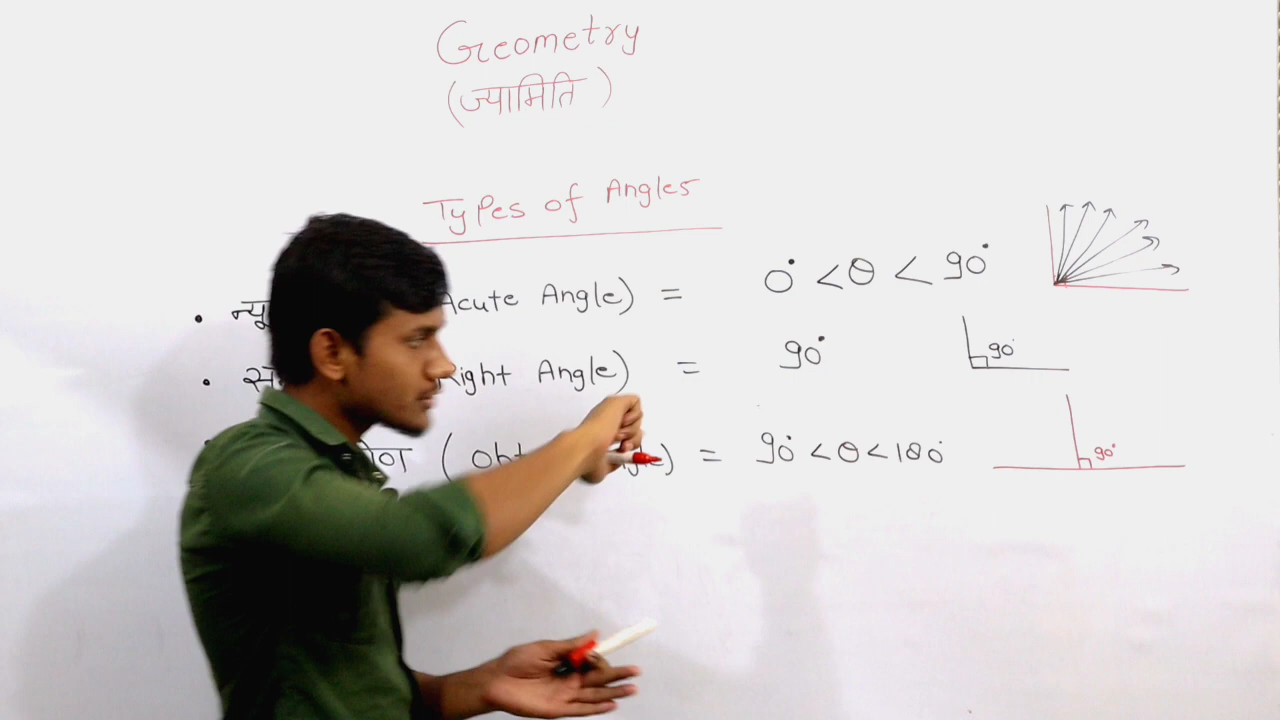 Geometry
(ज्यामिति)
Types of Angles
• Acute Angle) = 0° < θ < 90°
• Right Angle) = 90° 90°
( = 90° < θ < 180° 90°